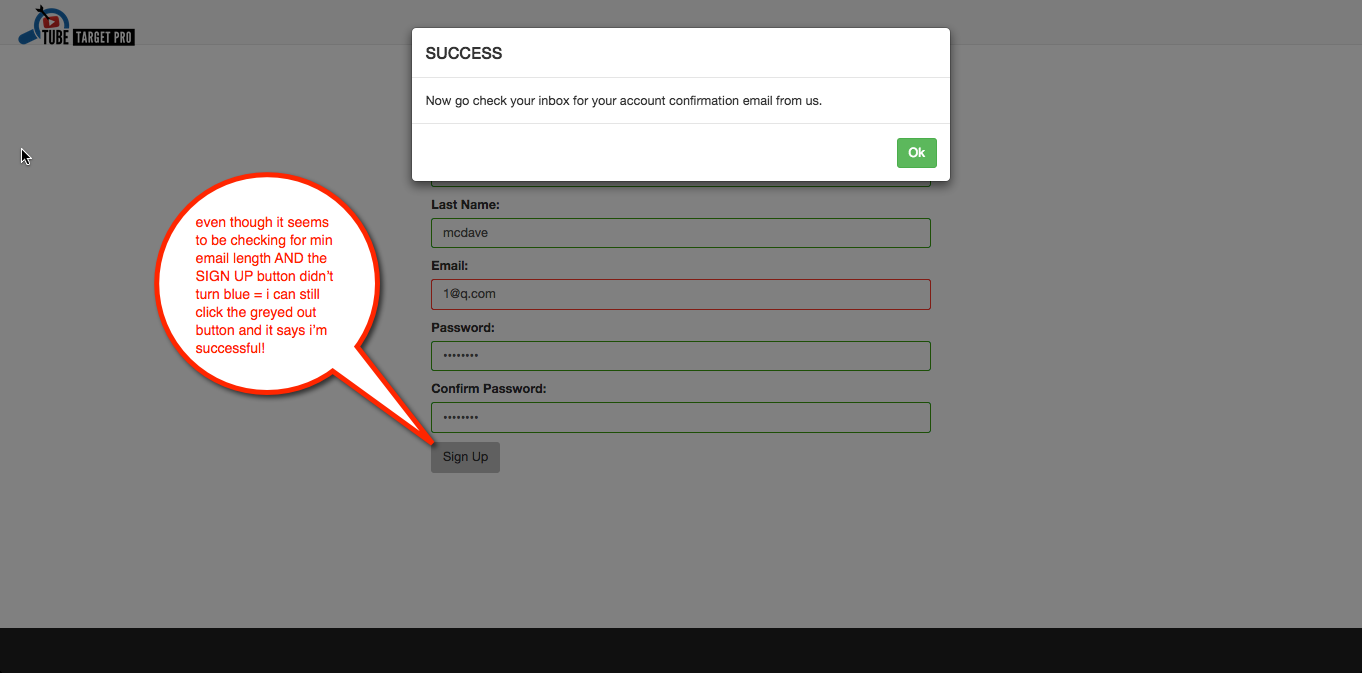 TUBE TARGET PRO
SUCCESS
Now go check your inbox for your account confirmation email from us.
Ok
even though it seems
to be checking for min
email length AND the
SIGN UP button didn’t
turn blue = i can still
click the greyed out
button and it says i’m
successful!
Last Name:
mcdave
Email:
1@q.com
Password:
••••••••
Confirm Password:
••••••••
Sign Up